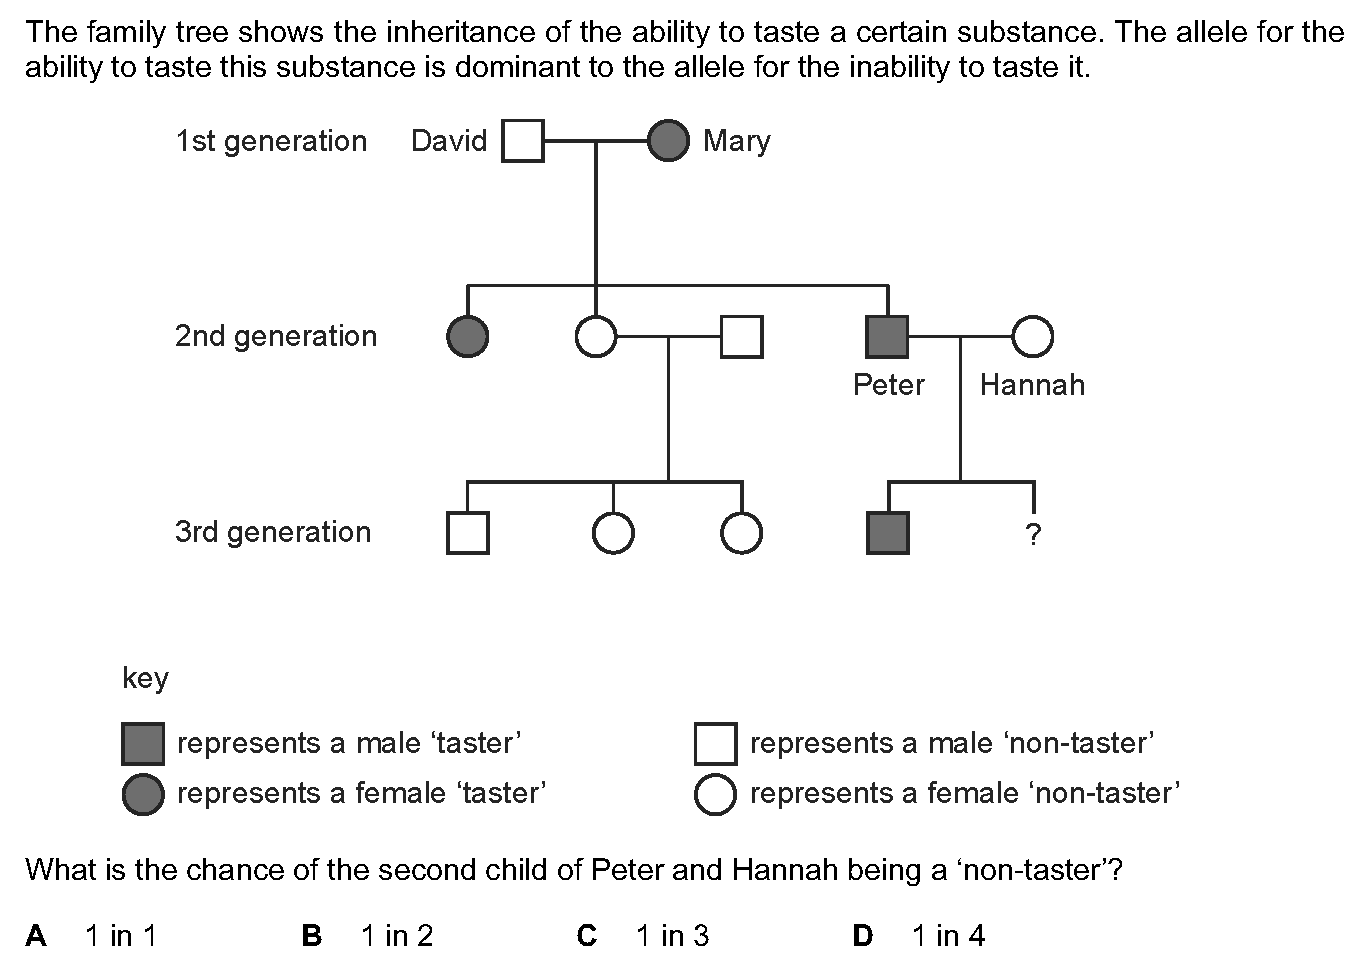 The family tree shows the inheritance of the ability to taste a certain substance. The allele for the
ability to taste this substance is dominant to the allele for the inability to taste it.
1st generation David Mary
2nd generation
Peter Hannah
3rd generation ?
key
represents a male ‘taster’ represents a male ‘non-taster’
represents a female ‘taster’ represents a female ‘non-taster’
What is the chance of the second child of Peter and Hannah being a ‘non-taster’?
A 1 in 1 B 1 in 2 C 1 in 3 D 1 in 4